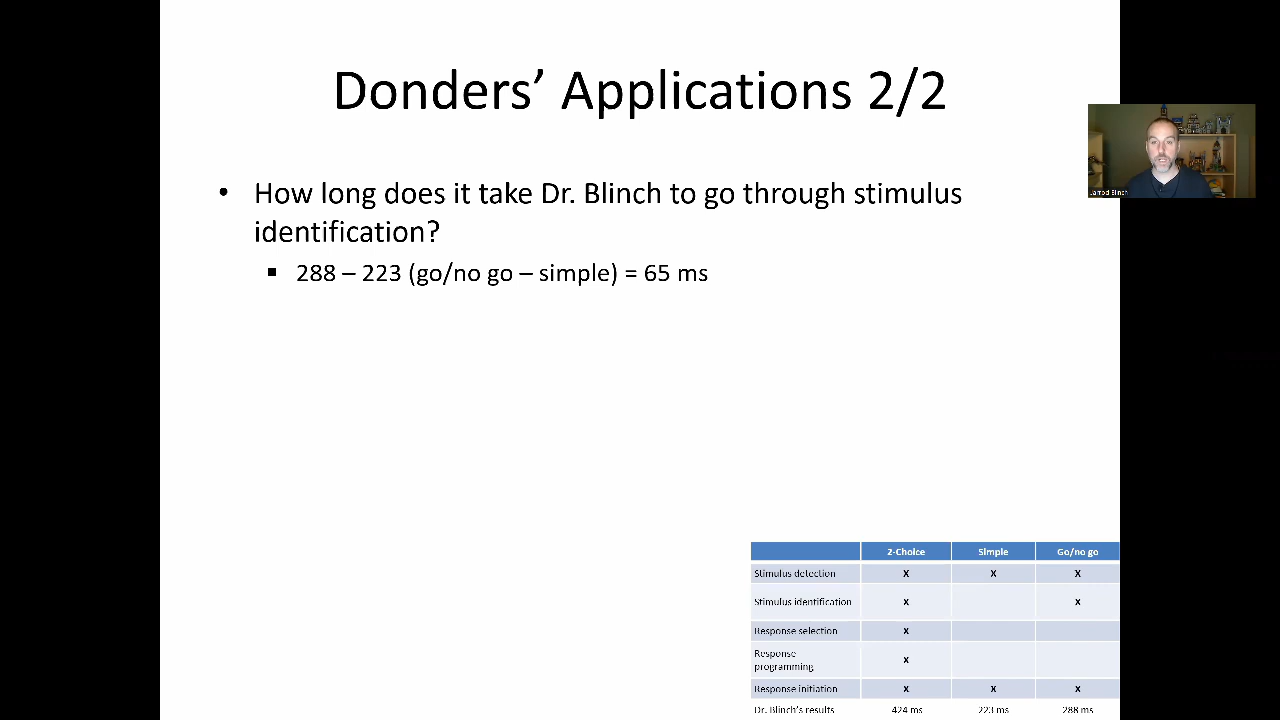 Donders’ Applications 2/2
Jarrod Blinch
• How long does it take Dr. Blinch to go through stimulus
identification?
▪ 288 – 223 (go/no go – simple) = 65 ms
2-Choice Simple Go/no go
Stimulus detection X X X
Stimulus identification X X
Response selection X
Response
programming X
Response initiation X X X
Dr. Blinch's results 424 ms 223 ms 288 ms